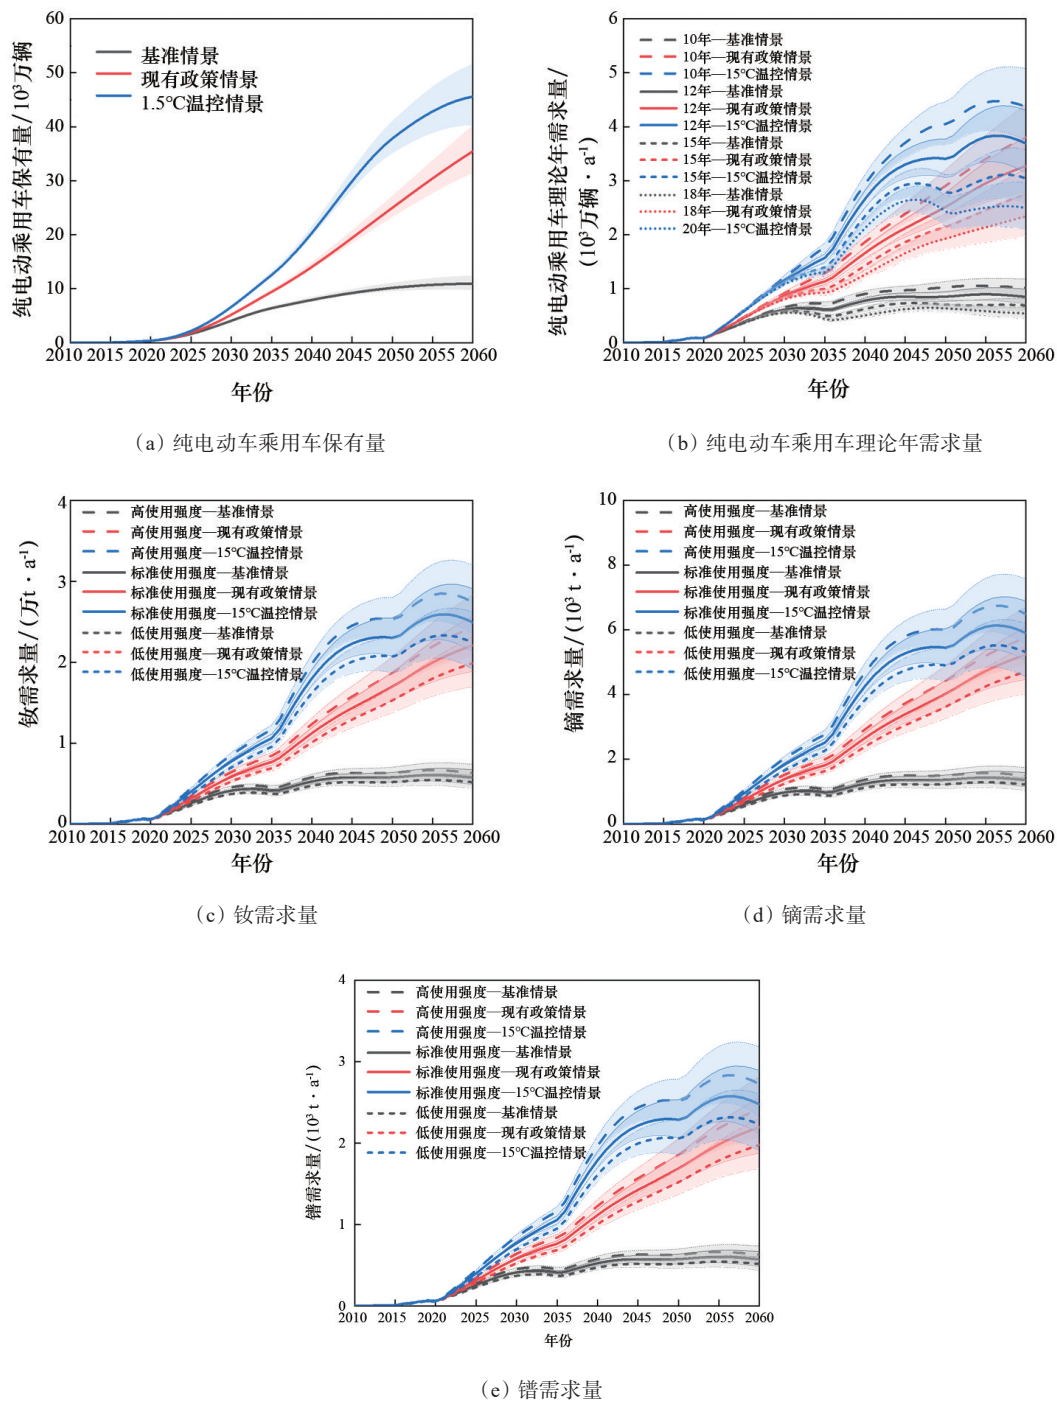 60
50
40
30
20
10
0
纯电动乘用车保有量/10³万辆
基准情景
现有政策情景
1.5℃温控情景
2010 2015 2020 2025 2030 2035 2040 2045 2050 2055 2060
年份
（a）纯电动车乘用车保有量
6
5
4
3
2
1
0
纯电动乘用车理论年需求量/
(10³万辆·a⁻¹)
10年—基准情景
10年—现有政策情景
10年—15℃温控情景
12年—基准情景
12年—现有政策情景
12年—15℃温控情景
15年—基准情景
15年—现有政策情景
15年—15℃温控情景
18年—基准情景
18年—现有政策情景
20年—15℃温控情景
2010 2015 2020 2025 2030 2035 2040 2045 2050 2055 2060
年份
（b）纯电动车乘用车理论年需求量
4
3
2
1
0
钕需求量/(万t·a⁻¹)
高使用强度—基准情景
高使用强度—现有政策情景
高使用强度—15℃温控情景
标准使用强度—基准情景
标准使用强度—现有政策情景
标准使用强度—15℃温控情景
低使用强度—基准情景
低使用强度—现有政策情景
低使用强度—15℃温控情景
2010 2015 2020 2025 2030 2035 2040 2045 2050 2055 2060
年份
（c）钕需求量
10
8
6
4
2
0
镝需求量/(10³ t·a⁻¹)
高使用强度—基准情景
高使用强度—现有政策情景
高使用强度—15℃温控情景
标准使用强度—基准情景
标准使用强度—现有政策情景
标准使用强度—15℃温控情景
低使用强度—基准情景
低使用强度—现有政策情景
低使用强度—15℃温控情景
2010 2015 2020 2025 2030 2035 2040 2045 2050 2055 2060
年份
（d）镝需求量
4
3
2
1
0
镨需求量/(10³ t·a⁻¹)
高使用强度—基准情景
高使用强度—现有政策情景
高使用强度—15℃温控情景
标准使用强度—基准情景
标准使用强度—现有政策情景
标准使用强度—15℃温控情景
低使用强度—基准情景
低使用强度—现有政策情景
低使用强度—15℃温控情景
2010 2015 2020 2025 2030 2035 2040 2045 2050 2055 2060
年份
（e）镨需求量